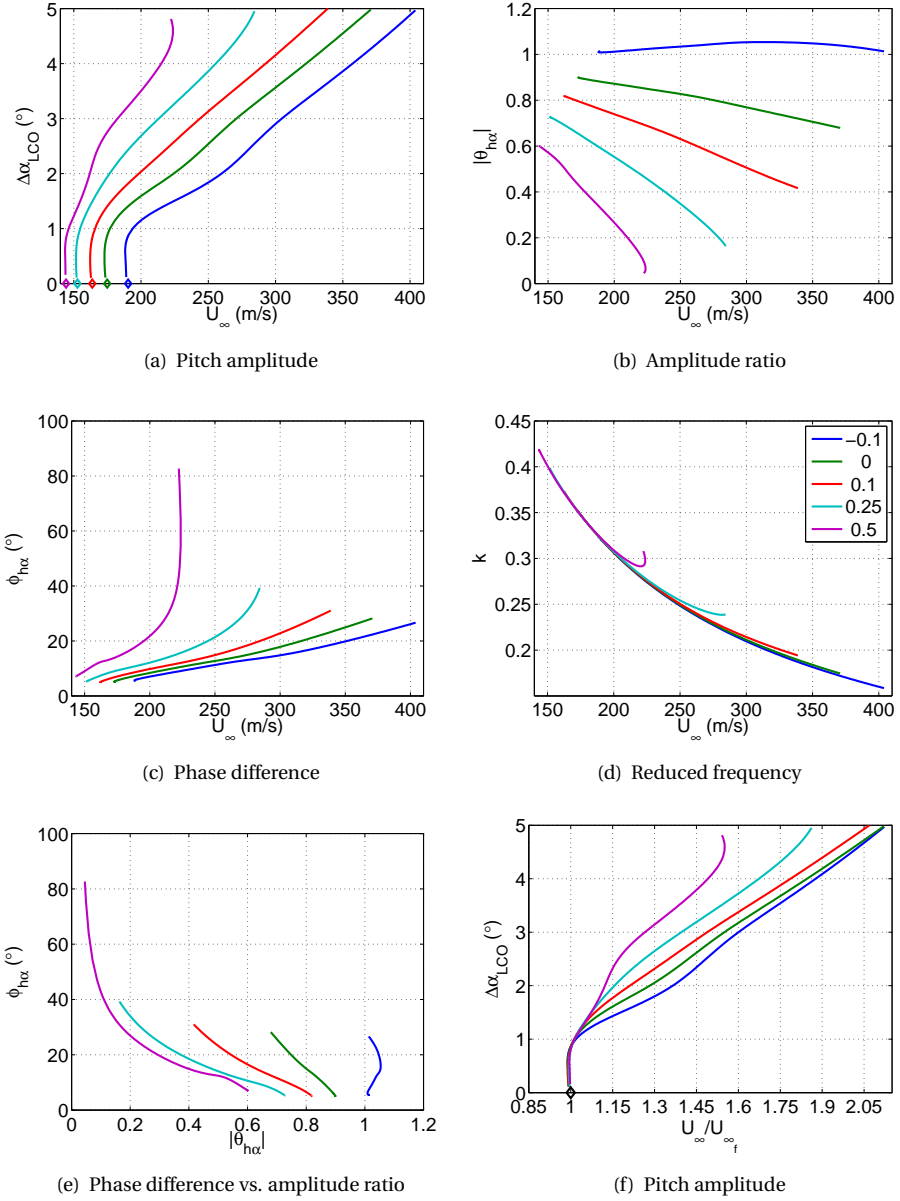 5
4
3
2
1
0
Δα_LCO (°)
150 200 250 300 350 400
U_∞ (m/s)
(a) Pitch amplitude
1.2
1
0.8
0.6
0.4
0.2
0
|θ_hα|
150 200 250 300 350 400
U_∞ (m/s)
(b) Amplitude ratio
100
80
60
40
20
0
ϕ_hα (°)
150 200 250 300 350 400
U_∞ (m/s)
(c) Phase difference
0.45
0.4
0.35
0.3
0.25
0.2
k
−0.1
0
0.1
0.25
0.5
150 200 250 300 350 400
U_∞ (m/s)
(d) Reduced frequency
100
80
60
40
20
0
ϕ_hα (°)
0 0.2 0.4 0.6 0.8 1 1.2
|θ_hα|
(e) Phase difference vs. amplitude ratio
5
4
3
2
1
0
Δα_LCO (°)
0.85 1 1.15 1.3 1.45 1.6 1.75 1.9 2.05
U_∞/U_∞_f
(f) Pitch amplitude